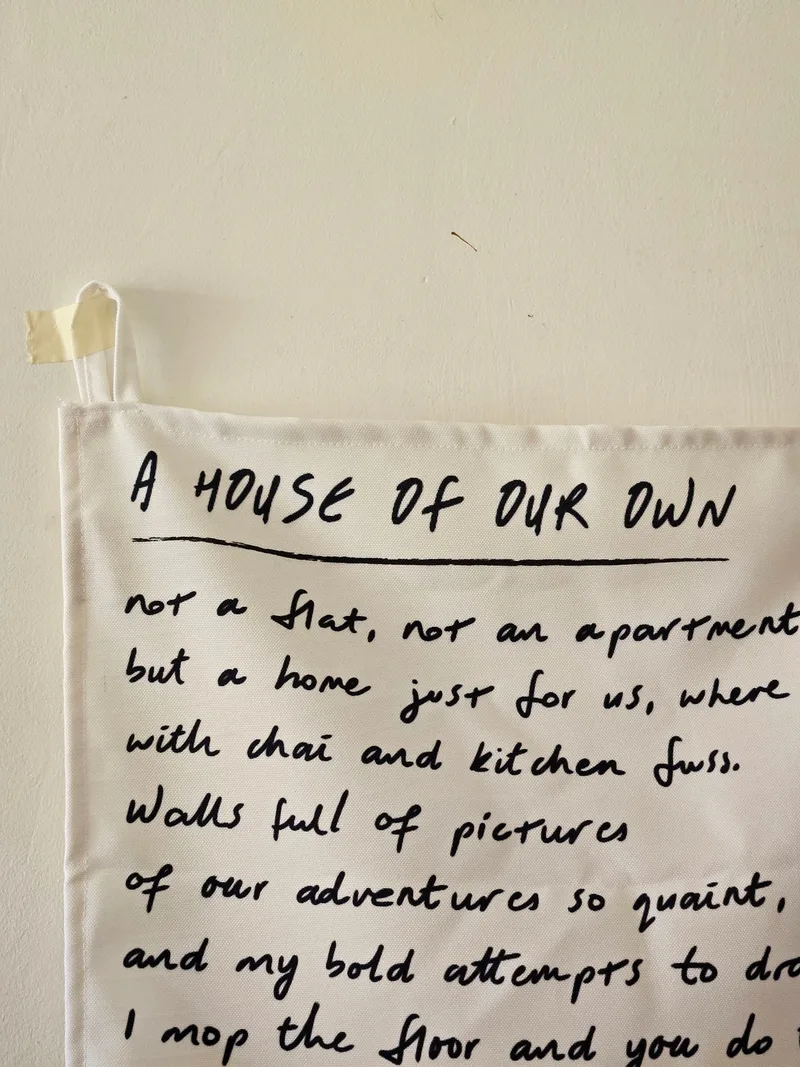 A HOUSE OF OUR OWN
not a flat, not an apartment
but a home just for us, where
with chai and kitchen fuss.
Walls full of pictures
of our adventures so quaint,
and my bold attempts to
I mop the floor and you do